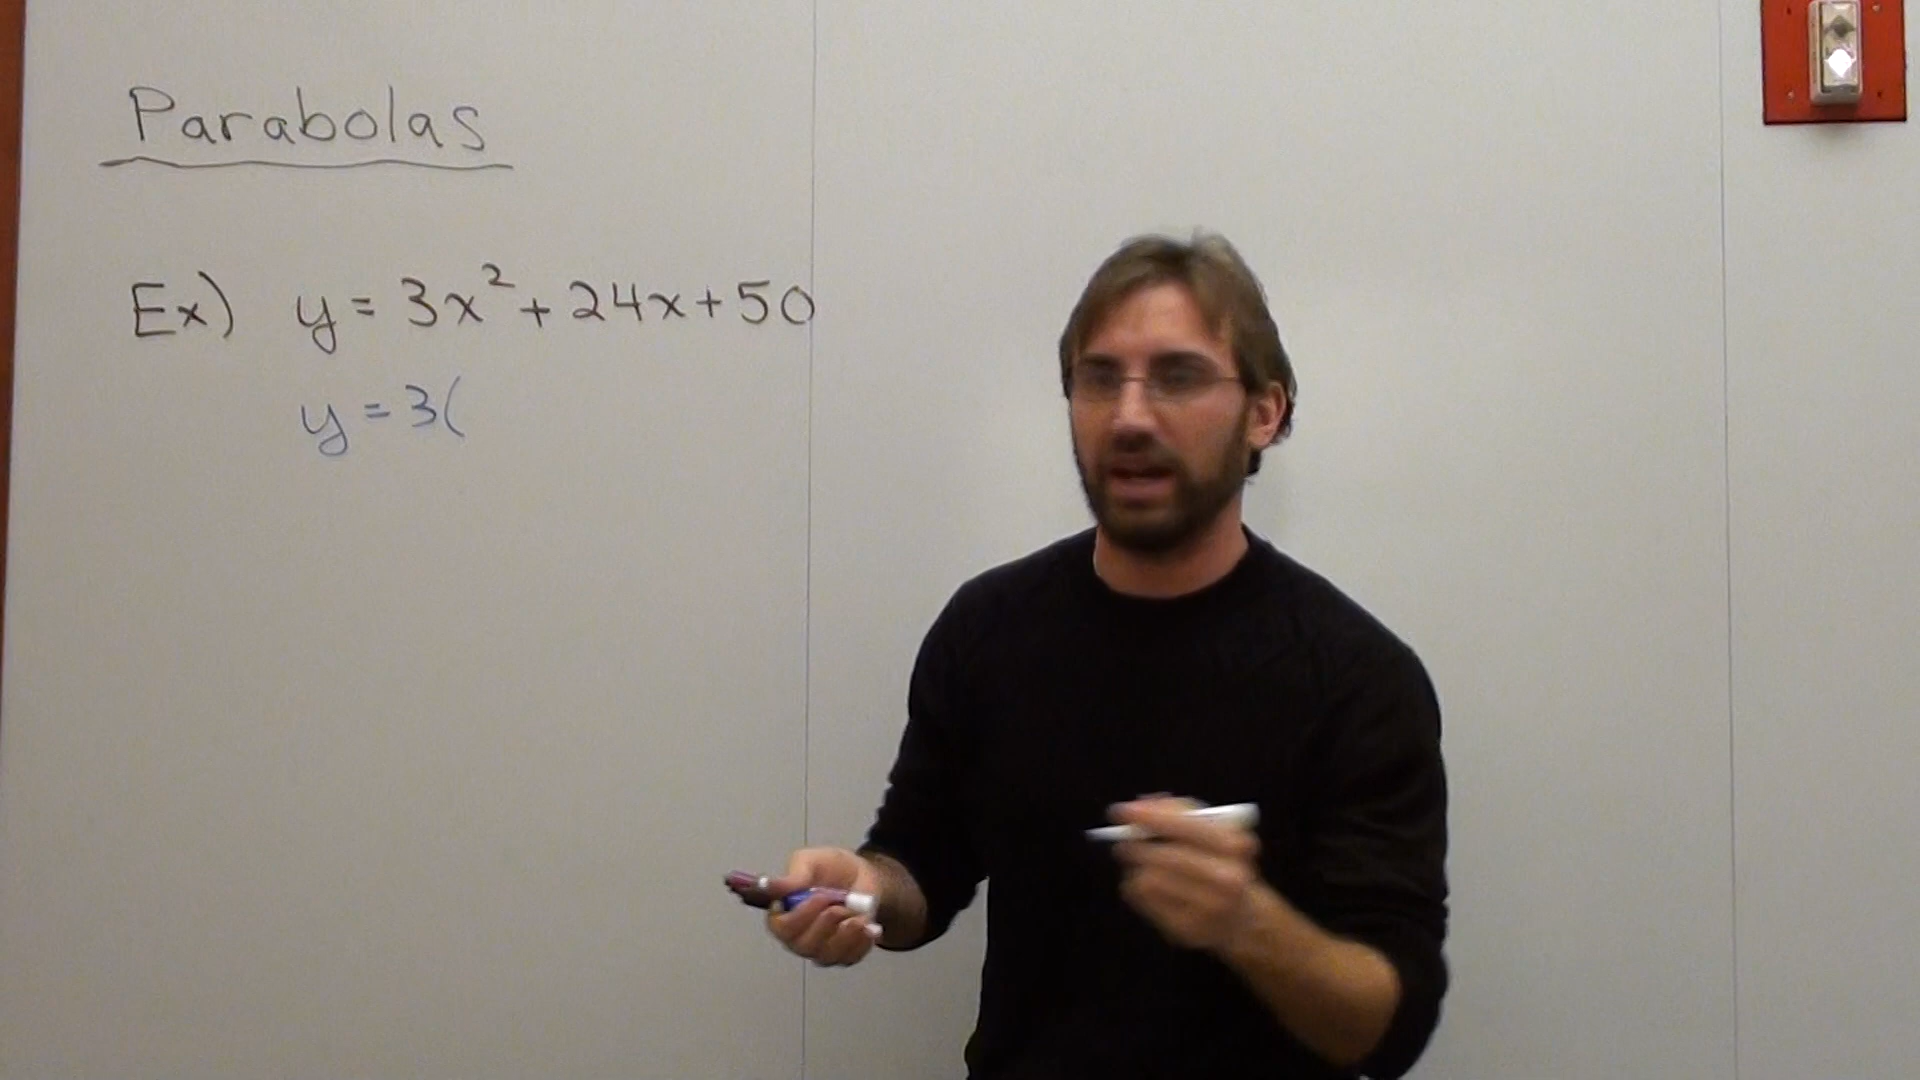 Parabolas
Ex) y = 3x² + 24x + 50
y = 3(